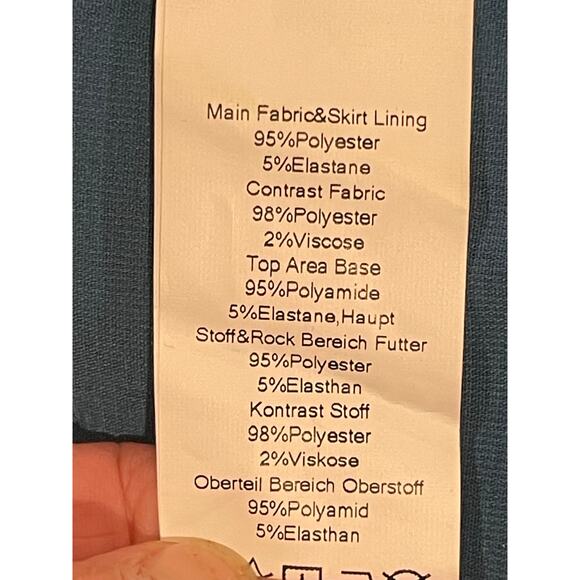 Main Fabric&Skirt Lining
95%Polyester
5%Elastane
Contrast Fabric
98%Polyester
2%Viscose
Top Area Base
95%Polyamide
5%Elastane,Haupt
Stoff&Rock Bereich Futter
95%Polyester
5%Elasthan
Kontrast Stoff
98%Polyester
2%Viskose
Oberteil Bereich Oberstoff
95%Polyamid
5%Elasthan